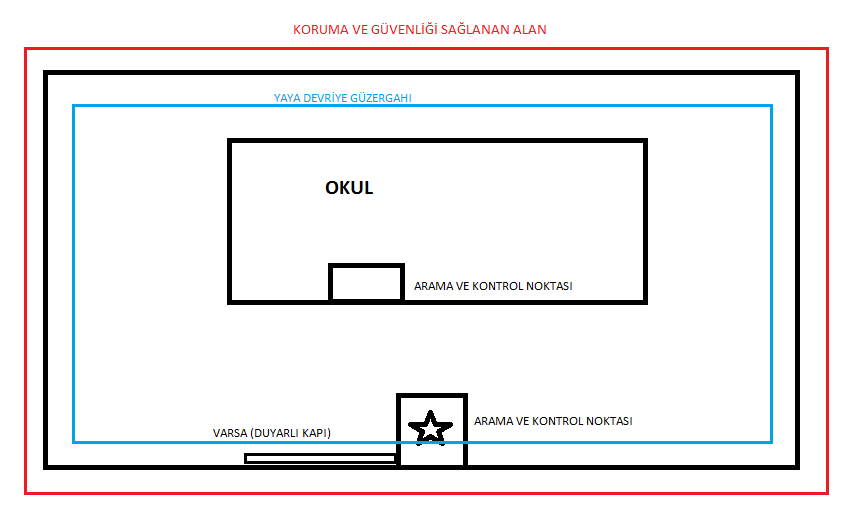 KORUMA VE GÜVENLİĞİ SAĞLANAN ALAN
YAYA DEVRİYE GÜZERGAHI
OKUL
ARAMA VE KONTROL NOKTASI
ARAMA VE KONTROL NOKTASI
VARSA (DUYARLI KAPI)